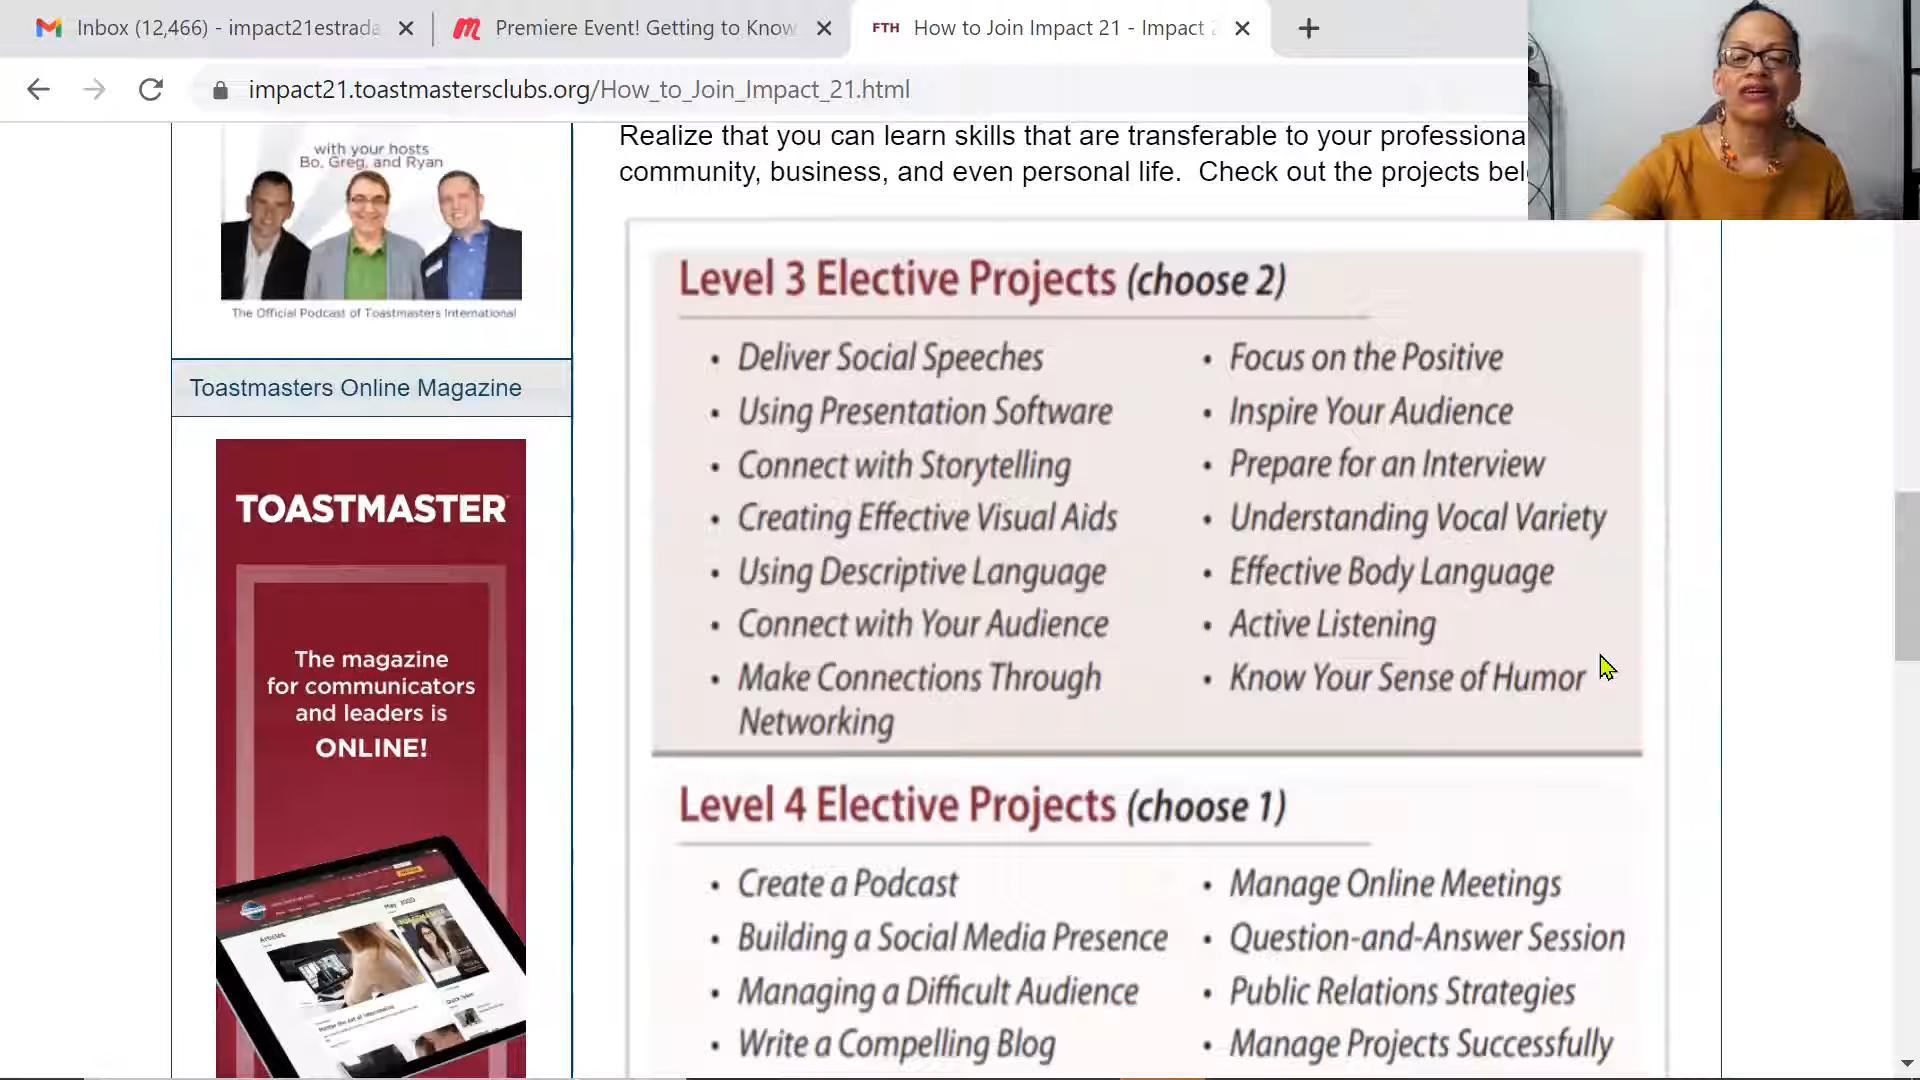 Inbox (12,466) - impact21estrada
Premiere Event! Getting to Know
FTH
How to Join Impact 21 - Impact 2
impact21.toastmastersclubs.org/How_to_Join_Impact_21.html
with your hosts
Bo, Greg, and Ryan
The Official Podcast of Toastmasters International
Toastmasters Online Magazine
TOASTMASTER
The magazine
for communicators
and leaders is
ONLINE!
May 2020
Articles
Realize that you can learn skills that are transferable to your professiona
community, business, and even personal life. Check out the projects bel
Level 3 Elective Projects (choose 2)
• Deliver Social Speeches
• Using Presentation Software
• Connect with Storytelling
• Creating Effective Visual Aids
• Using Descriptive Language
• Connect with Your Audience
• Make Connections Through
Networking
• Focus on the Positive
• Inspire Your Audience
• Prepare for an Interview
• Understanding Vocal Variety
• Effective Body Language
• Active Listening
• Know Your Sense of Humor
Level 4 Elective Projects (choose 1)
• Create a Podcast
• Building a Social Media Presence
• Managing a Difficult Audience
• Write a Compelling Blog
• Manage Online Meetings
• Question-and-Answer Session
• Public Relations Strategies
• Manage Projects Successfully